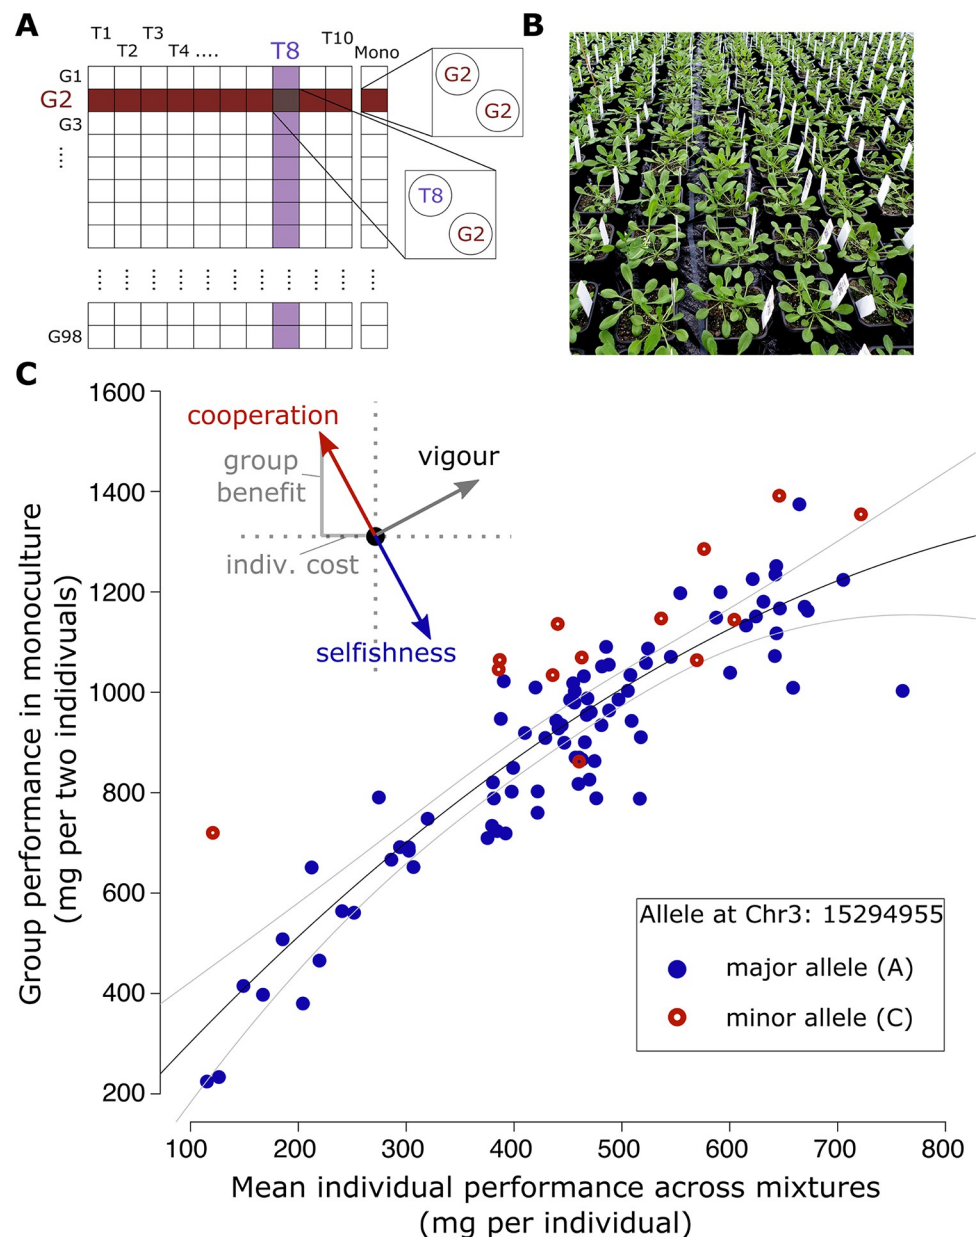 A
B
T1
T3
T2
T4 ....
T8
T10
Mono
G1
G2
G3
....
G98
G2
G2
T8
G2
C
1600
1400
1200
1000
800
600
400
200
Group performance in monoculture
(mg per two indidivuals)
cooperation
group
benefit
vigour
indiv. cost
selfishness
Allele at Chr3: 15294955
major allele (A)
minor allele (C)
100
200
300
400
500
600
700
800
Mean individual performance across mixtures
(mg per individual)